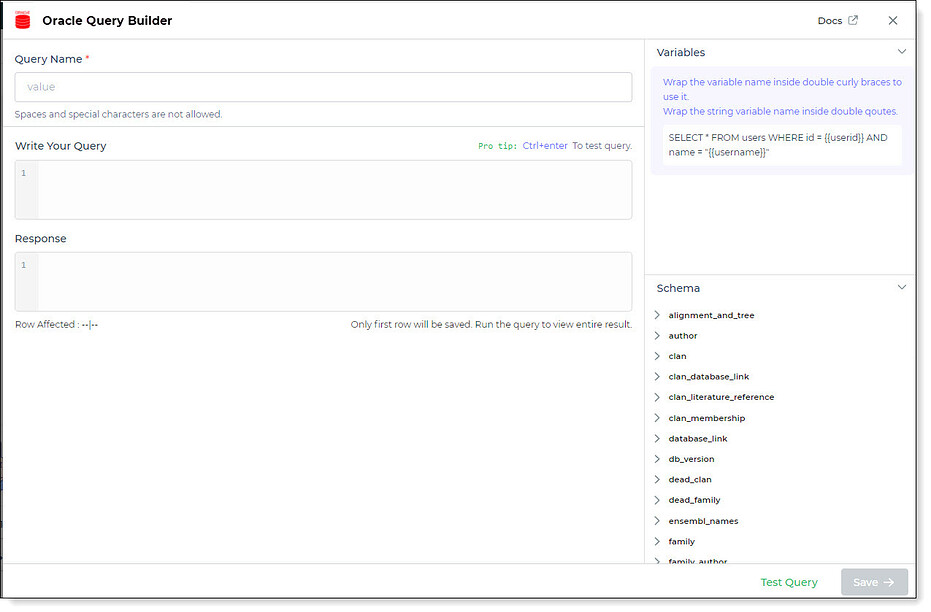 ORACLE
Oracle Query Builder
Docs
Query Name *
value
Spaces and special characters are not allowed.
Write Your Query
Pro tip: Ctrl+enter To test query.
1
Response
1
Row Affected : --|--
Only first row will be saved. Run the query to view entire result.
Variables
Wrap the variable name inside double curly braces to
use it.
Wrap the string variable name inside double qoutes.
SELECT * FROM users WHERE id = {{userid}} AND
name = "{{username}}"
Schema
alignment_and_tree
author
clan
clan_database_link
clan_literature_reference
clan_membership
database_link
db_version
dead_clan
dead_family
ensembl_names
family
family_author
Test Query
Save